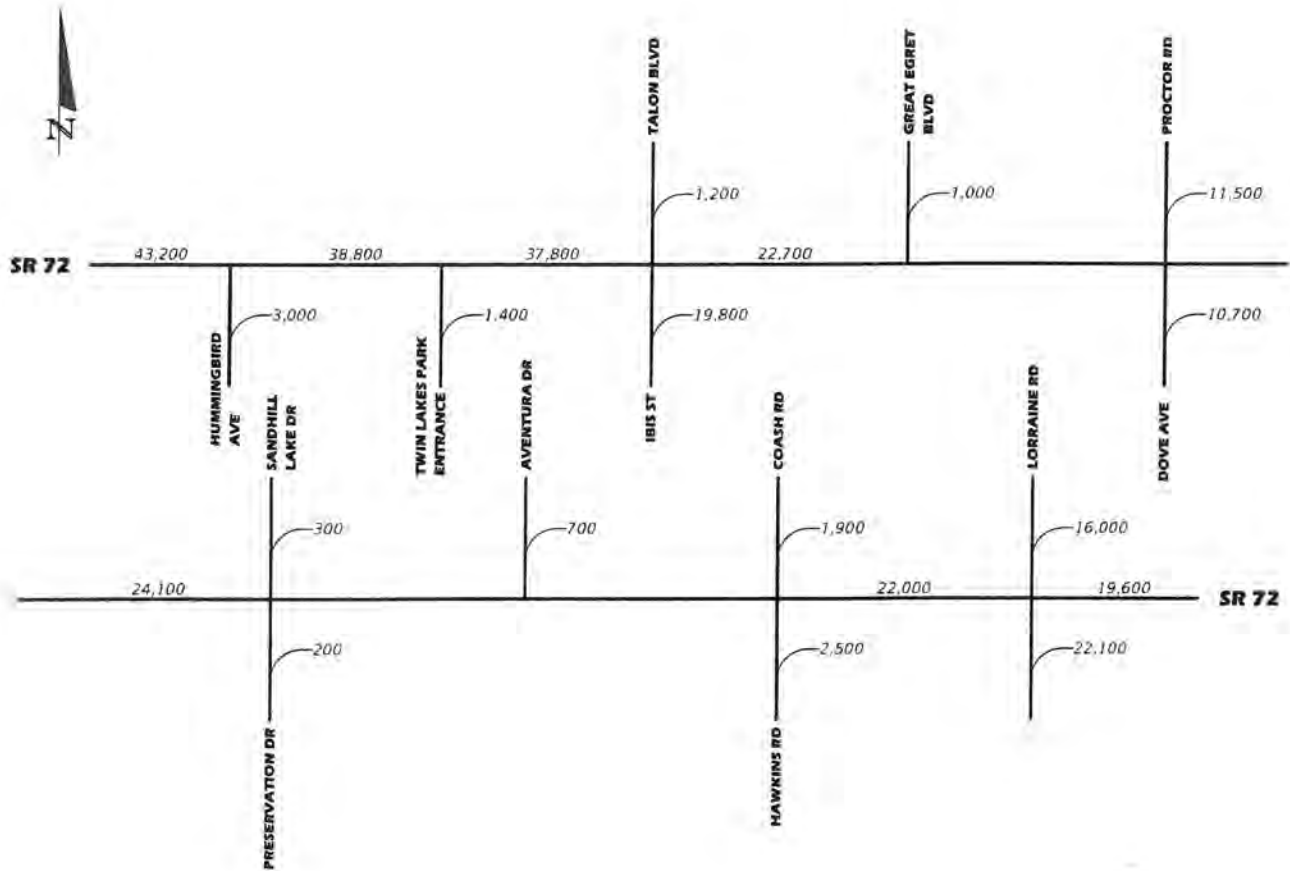 N
TALON BLVD
GREAT EGRET
BLVD
PROCTOR RD
1,200
1,000
11,500
SR 72
43,200
38,800
37,800
22,700
3,000
1,400
19,800
10,700
HUMMINGBIRD
AVE
SANDHILL
LAKE DR
TWIN LAKES PARK
ENTRANCE
AVENTURA DR
IBIS ST
COASH RD
LORRAINE RD
DOVE AVE
300
700
1,900
16,000
24,100
22,000
19,600
SR 72
200
2,500
22,100
PRESERVATION DR
HAWKINS RD